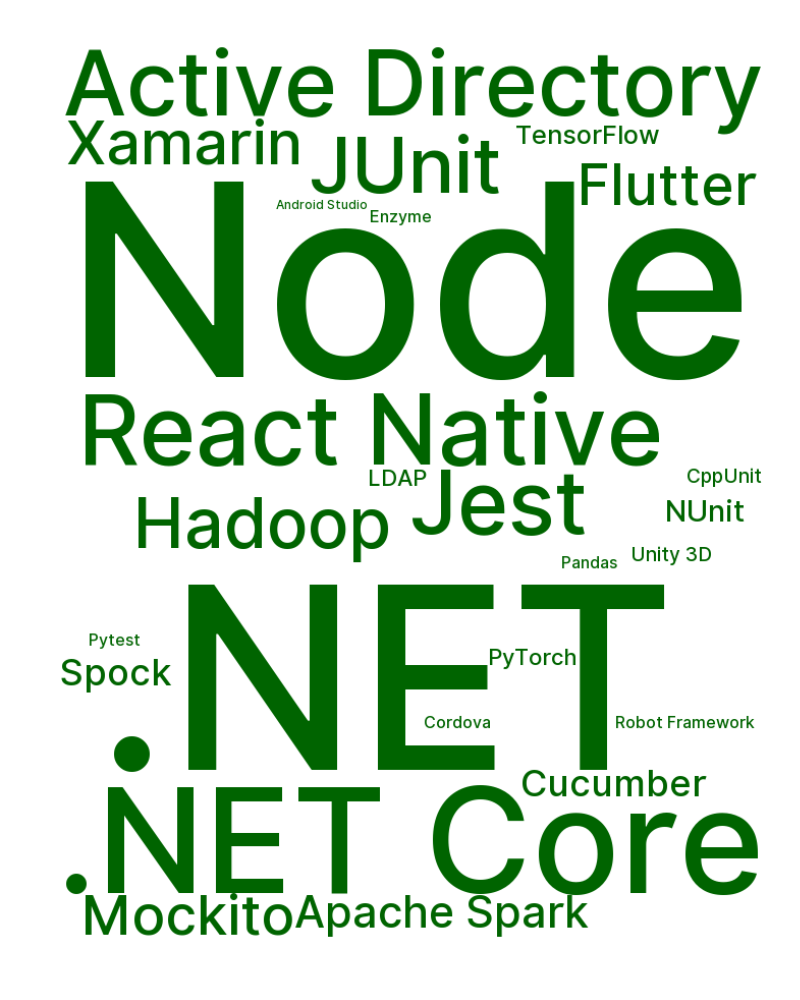 Active Directory
Xamarin
JUnit
TensorFlow
Flutter
Android Studio
Enzyme
Node
React Native
LDAP
Jest
CppUnit
NUnit
Hadoop
Unity 3D
Pandas
.NET
Pytest
Spock
PyTorch
Cordova
Robot Framework
Cucumber
.NET Core
Mockito
Apache Spark